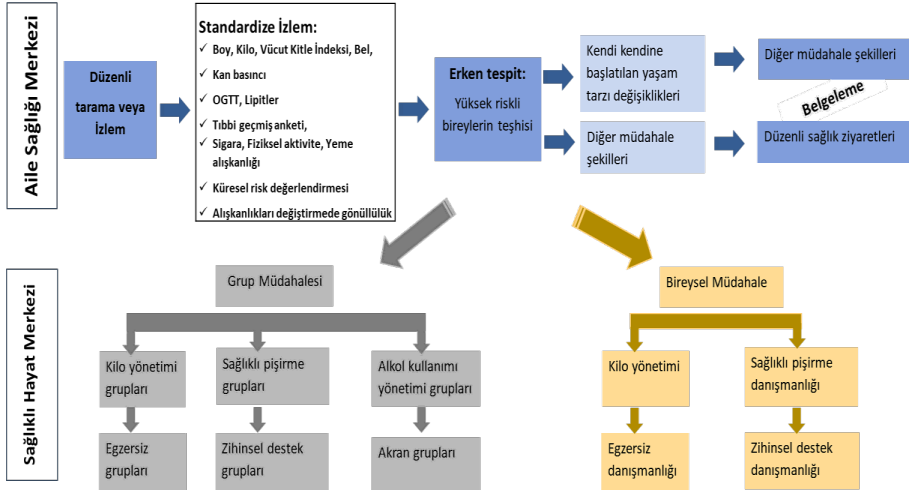 Aile Sağlığı Merkezi
Düzenli
tarama veya
İzlem
Standardize İzlem:
✓ Boy, Kilo, Vücut Kitle İndeksi, Bel,
✓ Kan basıncı
✓ OGTT, Lipitler
✓ Tıbbi geçmiş anketi,
✓ Sigara, Fiziksel aktivite, Yeme
alışkanlığı
✓ Küresel risk değerlendirmesi
✓ Alışkanlıkları değiştirmede gönüllülük
Erken tespit:
Yüksek riskli
bireylerin teşhisi
Kendi kendine
başlatılan yaşam
tarzı değişiklikleri
Diğer müdahale
şekilleri
Diğer müdahale şekilleri
Belgeleme
Düzenli sağlık ziyaretleri
Sağlıklı Hayat Merkezi
Grup Müdahalesi
Kilo yönetimi
grupları
Sağlıklı pişirme
grupları
Alkol kullanımı
yönetimi grupları
Egzersiz
grupları
Zihinsel destek
grupları
Akran grupları
Bireysel Müdahale
Kilo yönetimi
Sağlıklı pişirme
danışmanlığı
Egzersiz
danışmanlığı
Zihinsel destek
danışmanlığı